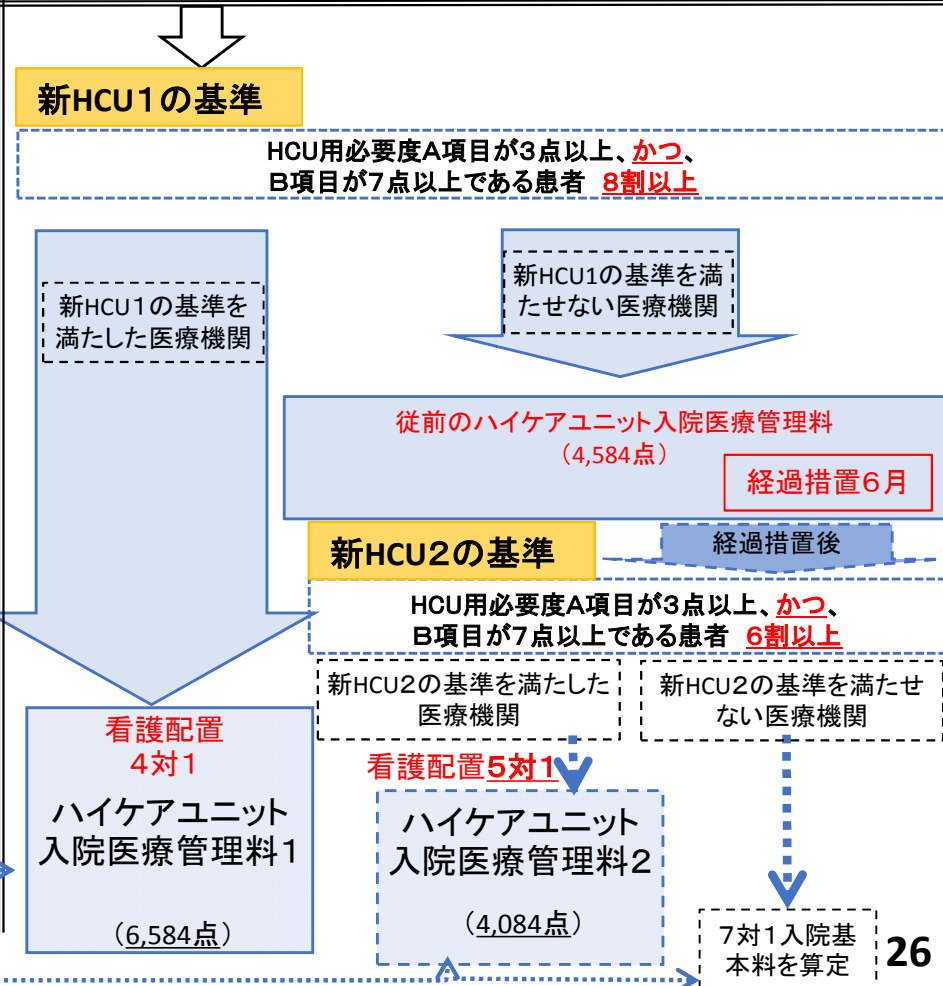 新HCU１の基準
HCU用必要度A項目が３点以上、かつ、
B項目が７点以上である患者　８割以上
新HCU１の基準を
満たした医療機関
新HCU1の基準を満
たせない医療機関
従前のハイケアユニット入院医療管理料
（4,584点）
経過措置６月
新HCU２の基準
経過措置後
HCU用必要度A項目が３点以上、かつ、
B項目が７点以上である患者　６割以上
新HCU２の基準を満たした
医療機関
新HCU２の基準を満たせ
ない医療機関
看護配置
４対１
ハイケアユニット
入院医療管理料１
（6,584点）
看護配置５対１
ハイケアユニット
入院医療管理料２
（4,084点）
７対１入院基
本料を算定
26